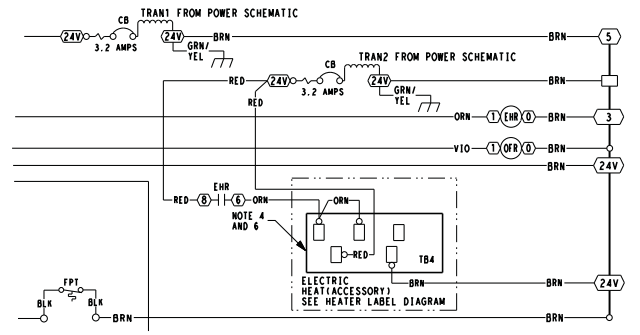 TRAN1 FROM POWER SCHEMATIC
CB
24V
24V
BRN
5
3.2 AMPS
GRN/
YEL
TRAN2 FROM POWER SCHEMATIC
CB
RED
24V
24V
BRN
3.2 AMPS
GRN/
YEL
RED
ORN
1
EHR
0
BRN
3
VIO
1
OFR
0
BRN
BRN
24V
EHR
RED
8
6
ORN
ORN
NOTE 4
AND 6
RED
TB4
ELECTRIC
HEAT(ACCESSORY)
SEE HEATER LABEL DIAGRAM
BRN
BRN
24V
FPT
BLK
BLK
BRN
BRN